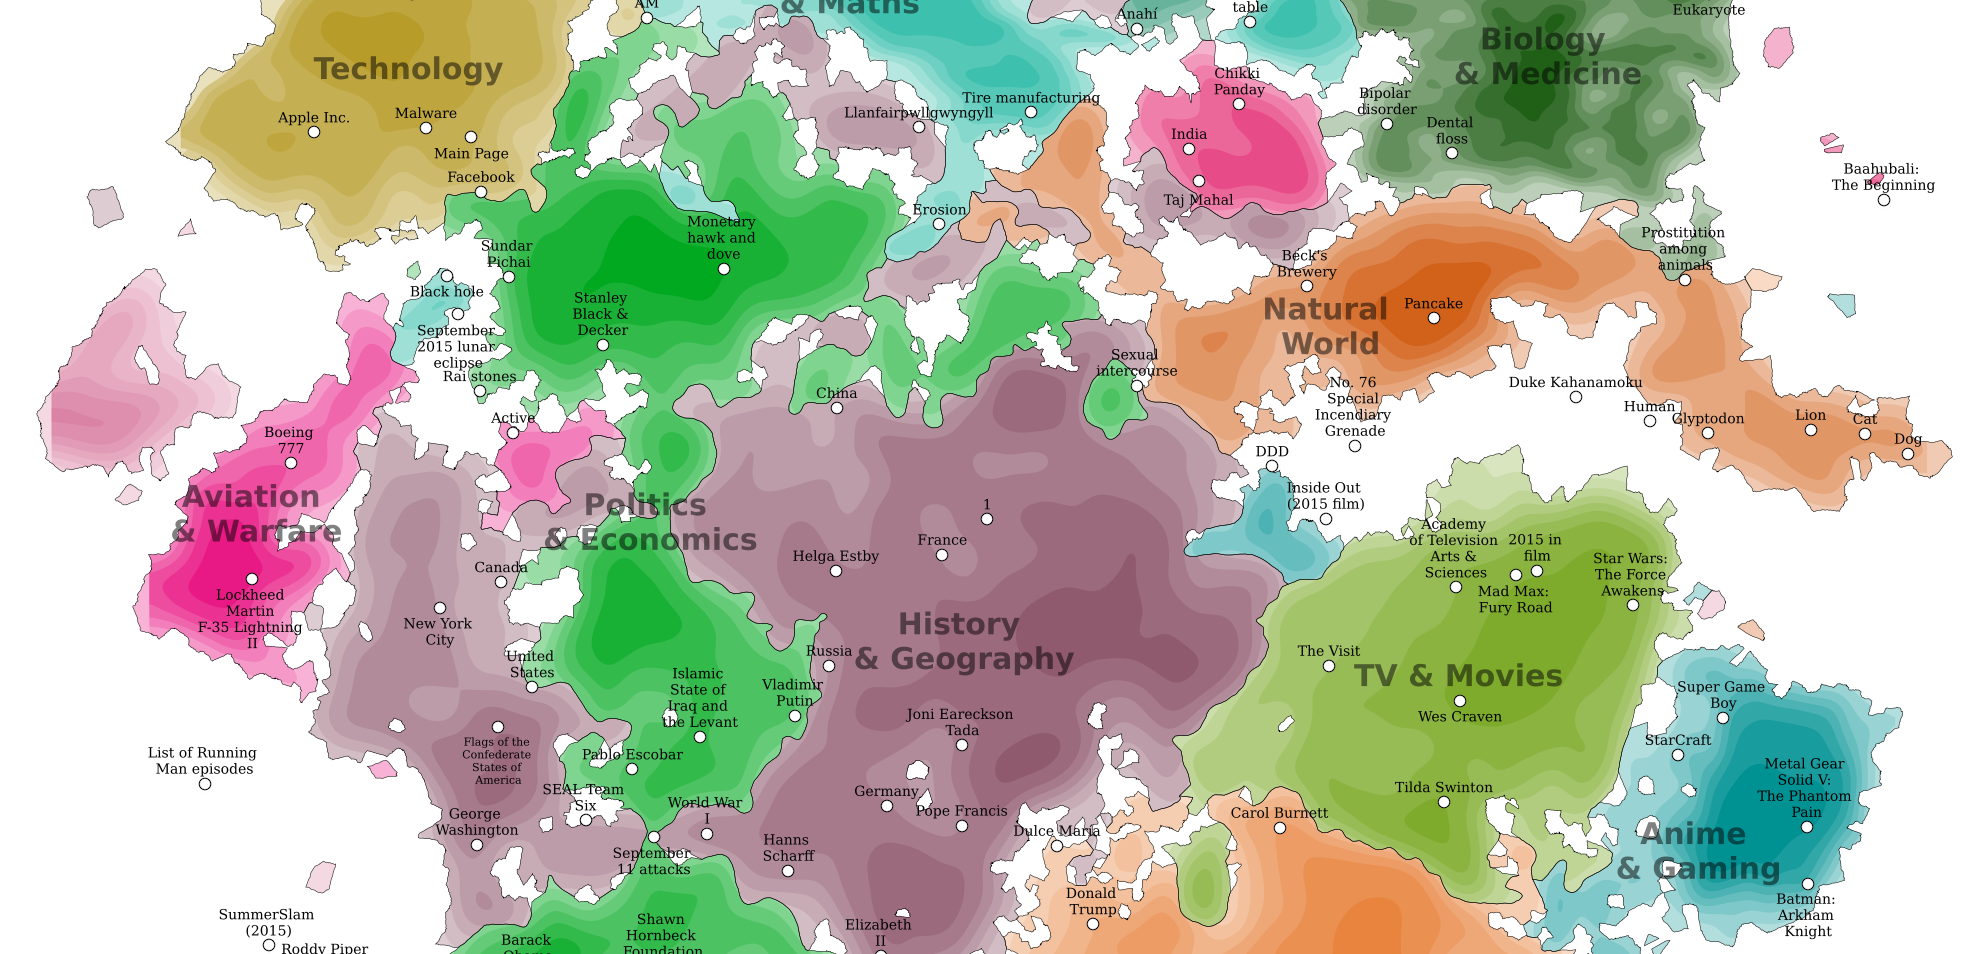 AM
& Maths
Anahí
table
Eukaryote
Biology
& Medicine
Technology
Chikki
Panday
Apple Inc.
Malware
Main Page
Facebook
Llanfairpwllgwyngyll
Tire manufacturing
India
Taj Mahal
Bipolar
disorder
Dental
floss
Baahubali:
The Beginning
Erosion
Monetary
hawk and
dove
Sundar
Pichai
Black hole
September
2015 lunar
eclipse
Rai stones
Stanley
Black &
Decker
Beck's
Brewery
Prostitution
among
animals
Natural
World
Pancake
Sexual
intercourse
China
No. 76
Special
Incendiary
Grenade
Duke Kahanamoku
Human
Glyptodon
Lion
Cat
Dog
Active
Boeing
777
Aviation
& Warfare
Politics
& Economics
DDD
Inside Out
(2015 film)
1
France
Helga Estby
Academy
of Television
Arts &
Sciences
2015 in
film
Mad Max:
Fury Road
Star Wars:
The Force
Awakens
Canada
Lockheed
Martin
F-35 Lightning
II
New York
City
History
& Geography
United
States
Russia
Islamic
State of
Iraq and
the Levant
Vladimir
Putin
The Visit
TV & Movies
Wes Craven
Super Game
Boy
Joni Eareckson
Tada
Flags of the
Confederate
States of
America
Pablo Escobar
StarCraft
List of Running
Man episodes
SEAL Team
Six
World War
I
Germany
Pope Francis
Tilda Swinton
Metal Gear
Solid V:
The Phantom
Pain
George
Washington
Dulce María
Carol Burnett
Anime
& Gaming
September
11 attacks
Hanns
Scharff
Donald
Trump
Batman:
Arkham
Knight
SummerSlam
(2015)
Roddy Piper
Barack
Obama
Shawn
Hornbeck
Foundation
Elizabeth
II